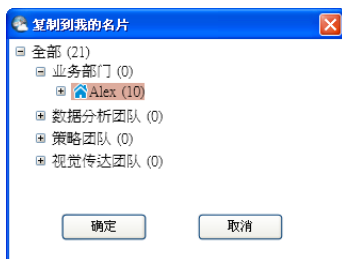 复制到我的名片
全部 (21)
业务部门 (0)
Alex (10)
数据分析团队 (0)
策略团队 (0)
视觉传达团队 (0)
确定 取消